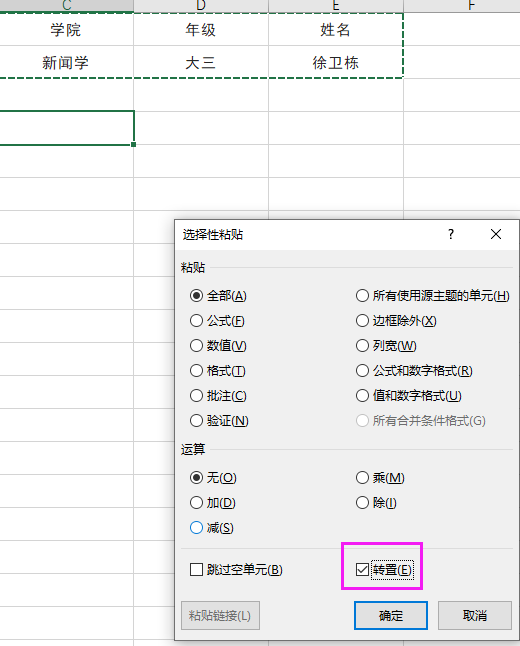 C D E F
学院 年级 姓名
新闻学 大三 徐卫栋
选择性粘贴 ?
粘贴
全部(A) 所有使用源主题的单元(H)
公式(F) 边框除外(X)
数值(V) 列宽(W)
格式(T) 公式和数字格式(R)
批注(C) 值和数字格式(U)
验证(N) 所有合并条件格式(G)
运算
无(O) 乘(M)
加(D) 除(I)
减(S)
跳过空单元(B) 转置(E)
粘贴链接(L) 确定 取消